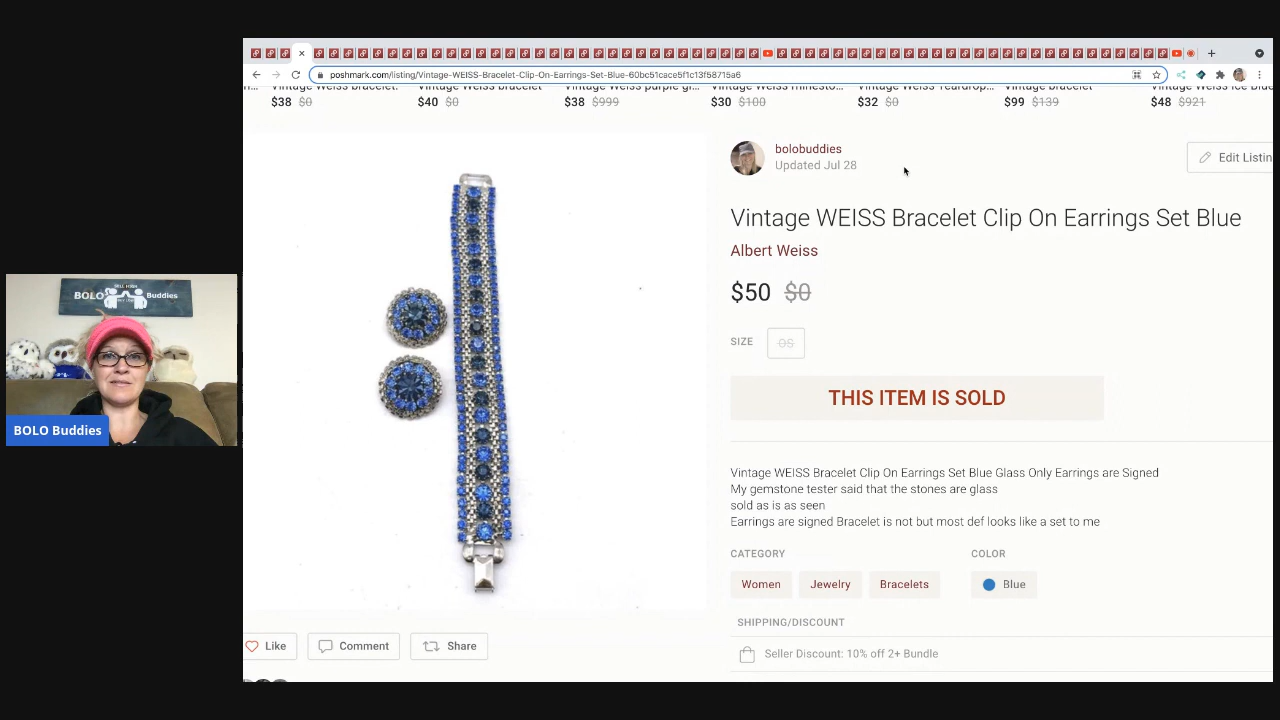 poshmark.com/listing/Vintage-WEISS-Bracelet-Clip-On-Earrings-Set-Blue-60bc51cace5f1c13f58715a6
$38 $0
$40 $0
$38 $999
$30 $100
$32 $0
$99 $139
$48 $921
bolobuddies
Updated Jul 28
Edit Listin
Vintage WEISS Bracelet Clip On Earrings Set Blue
Albert Weiss
$50 $0
SIZE OS
THIS ITEM IS SOLD
Vintage WEISS Bracelet Clip On Earrings Set Blue Glass Only Earrings are Signed
My gemstone tester said that the stones are glass
sold as is as seen
Earrings are signed Bracelet is not but most def looks like a set to me
CATEGORY
COLOR
Women
Jewelry
Bracelets
Blue
SHIPPING/DISCOUNT
Seller Discount: 10% off 2+ Bundle
Like
Comment
Share
BOLO Buddies
BOLO Buddies